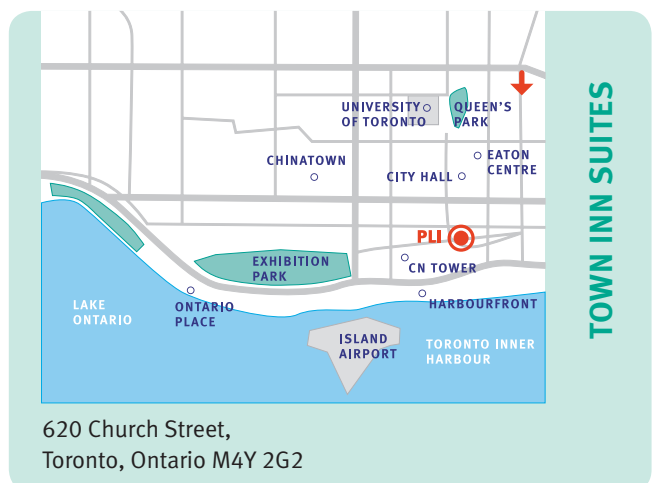 UNIVERSITY
OF TORONTO
QUEEN'S
PARK
CHINATOWN
EATON
CENTRE
CITY HALL
PLI
EXHIBITION
PARK
CN TOWER
LAKE
ONTARIO
ONTARIO
PLACE
HARBOURFRONT
ISLAND
AIRPORT
TORONTO INNER
HARBOUR
TOWN INN SUITES
620 Church Street,
Toronto, Ontario M4Y 2G2